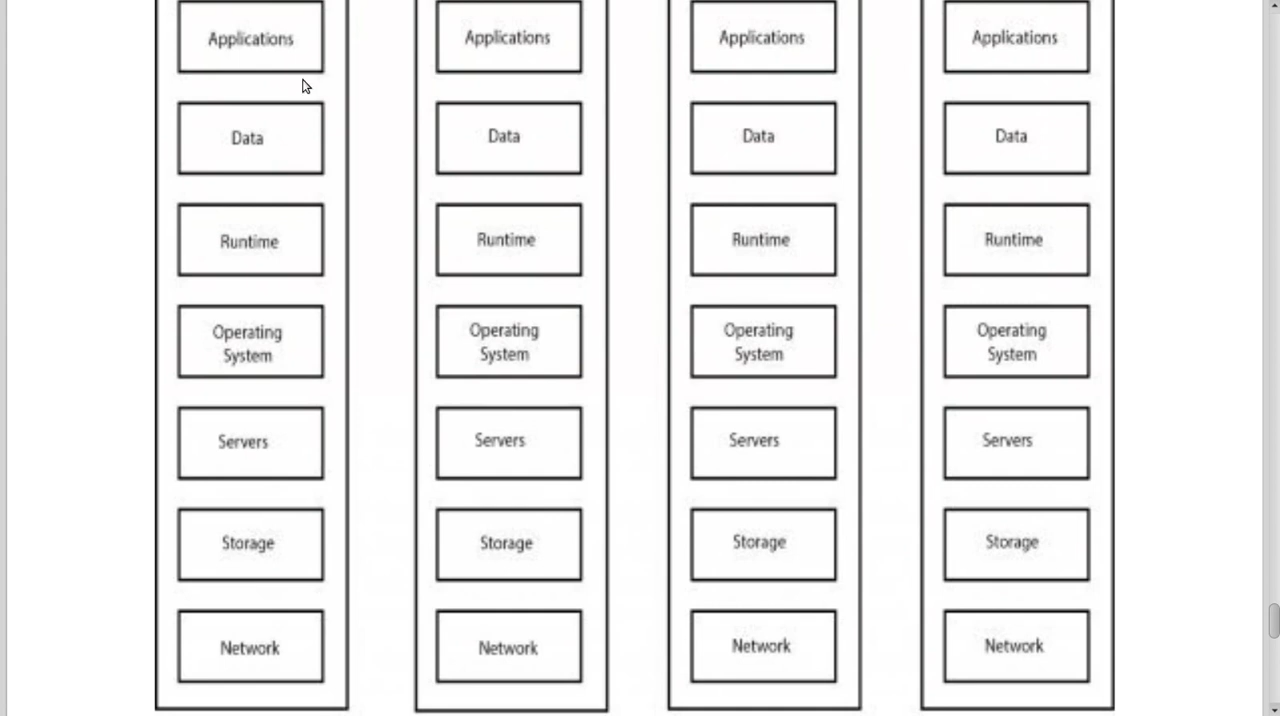 Applications
Applications
Applications
Applications
Data
Data
Data
Data
Runtime
Runtime
Runtime
Runtime
Operating
System
Operating
System
Operating
System
Operating
System
Servers
Servers
Servers
Servers
Storage
Storage
Storage
Storage
Network
Network
Network
Network